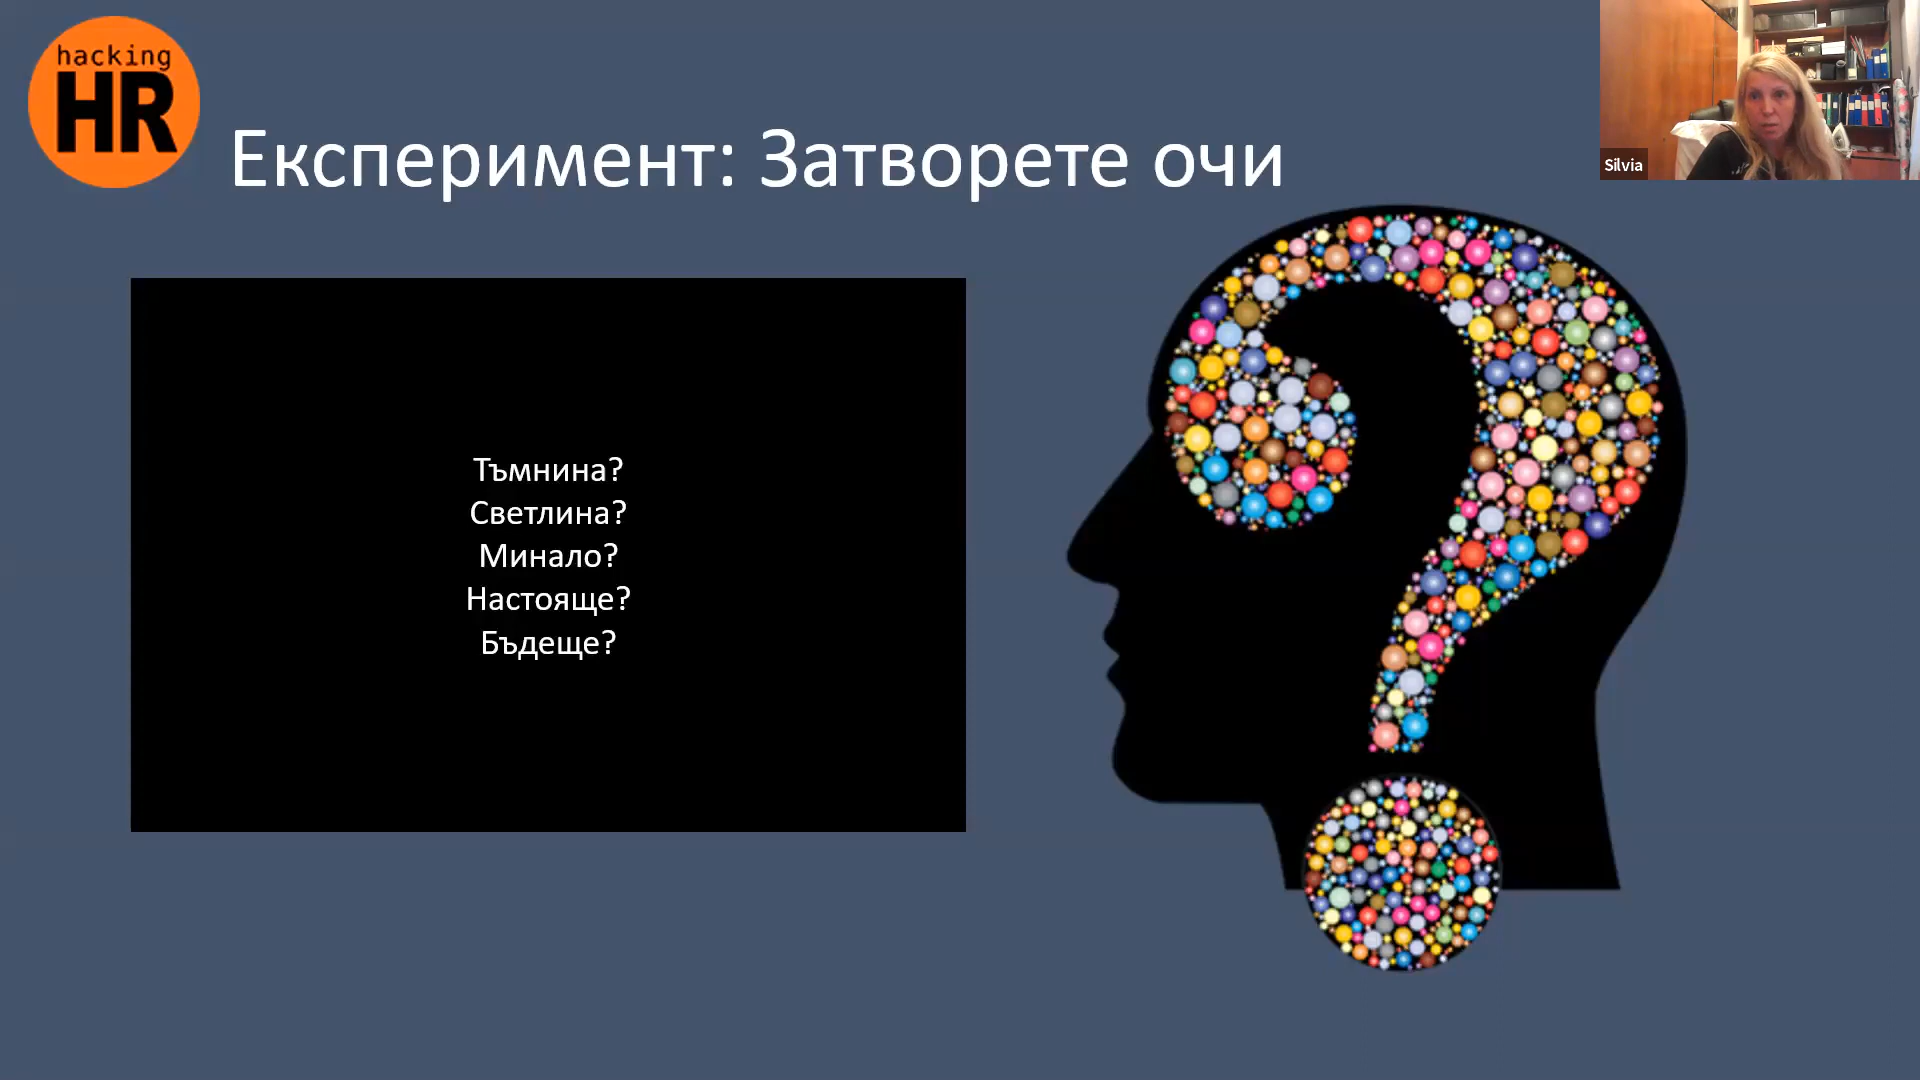 hacking
HR
Експеримент: Затворете очи
Silvia
Тъмнина?
Светлина?
Минало?
Настояще?
Бъдеще?